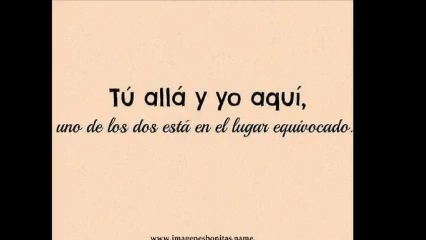 Tú allá y yo aquí,
uno de los dos está en el lugar equivocado.
www.imagenesbonitas.name